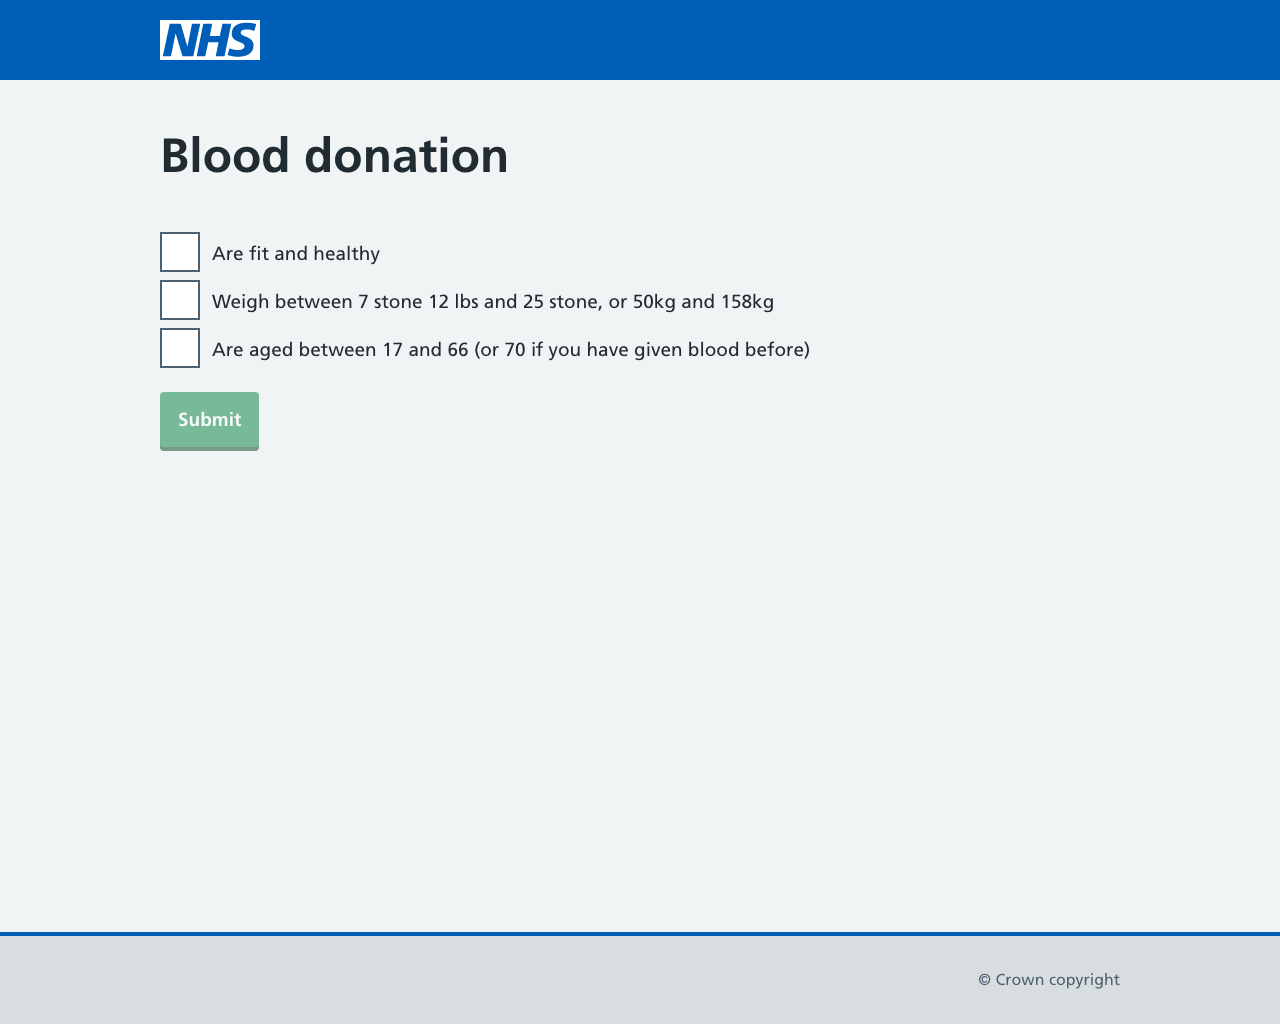 NHS
Blood donation
Are fit and healthy
Weigh between 7 stone 12 lbs and 25 stone, or 50kg and 158kg
Are aged between 17 and 66 (or 70 if you have given blood before)
Submit
© Crown copyright